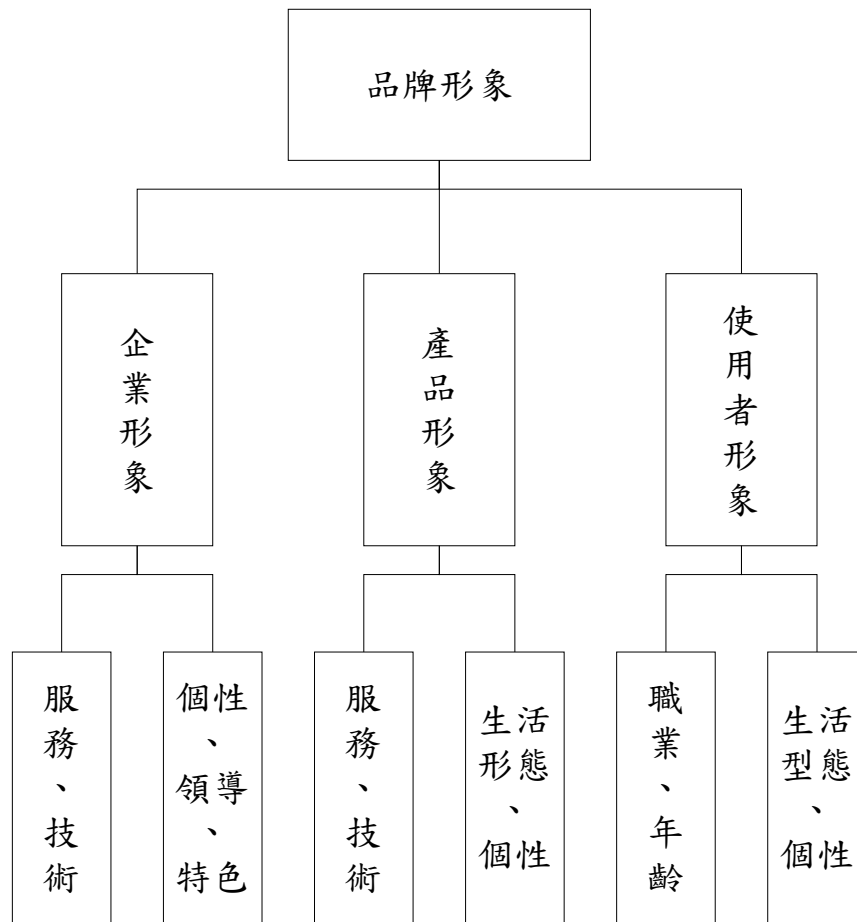 品牌形象
企業形象
產品形象
使用者形象
服務、技術
個性
、
領導
、
特色
服務、技術
生活
形態
、
個性
職業、年齡
生活
型態
、
個性